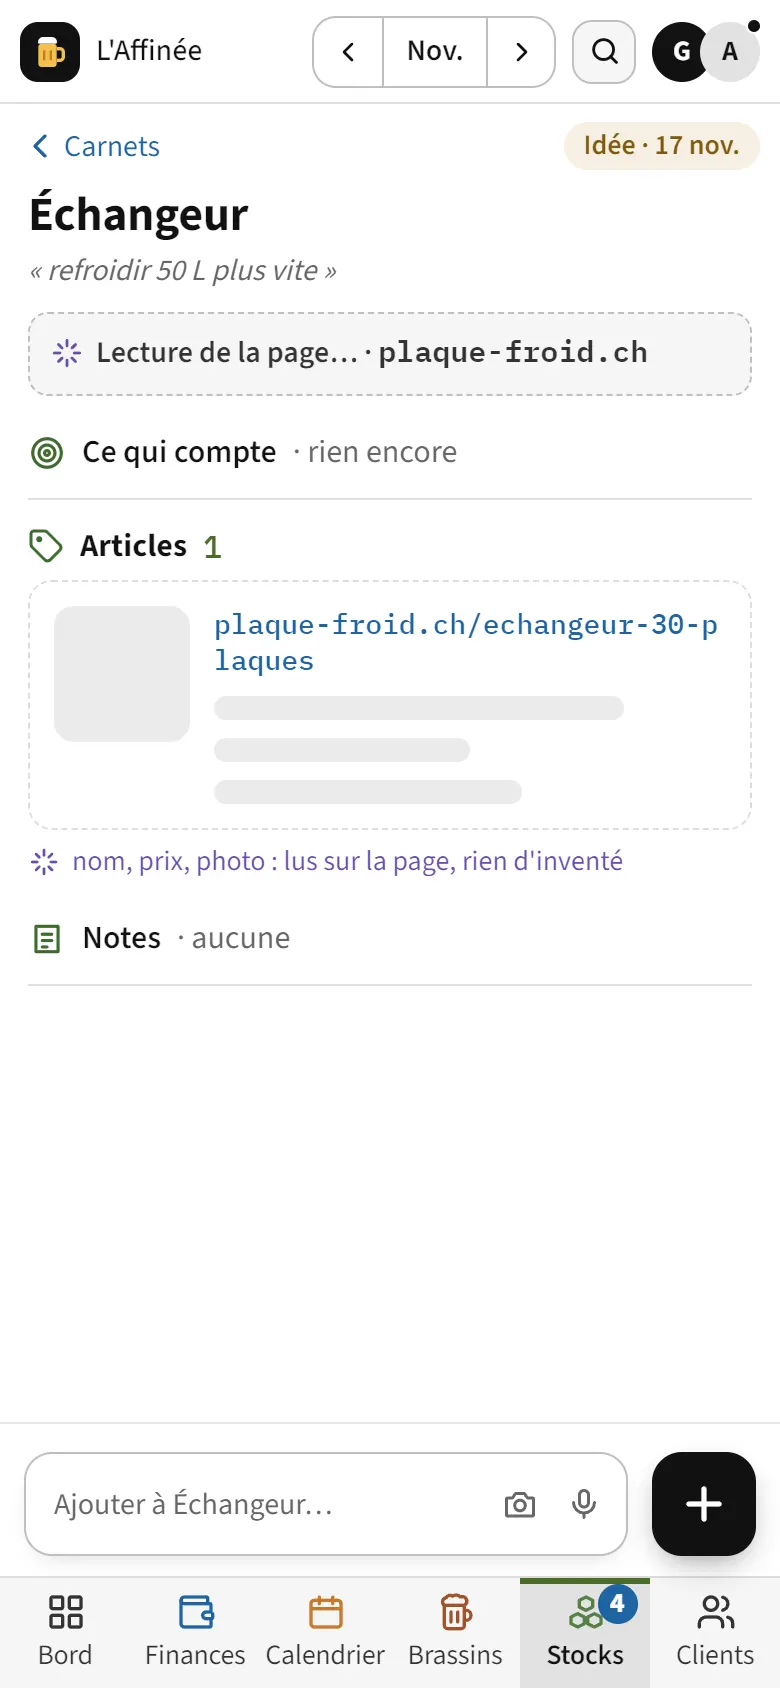 L'Affinée
Nov.
G
A
Carnets
Idée · 17 nov.
Échangeur
« refroidir 50 L plus vite »
Lecture de la page… · plaque-froid.ch
Ce qui compte · rien encore
Articles 1
plaque-froid.ch/echangeur-30-p
laques
nom, prix, photo : lus sur la page, rien d'inventé
Notes · aucune
Ajouter à Échangeur…
4
Bord
Finances
Calendrier
Brassins
Stocks
Clients